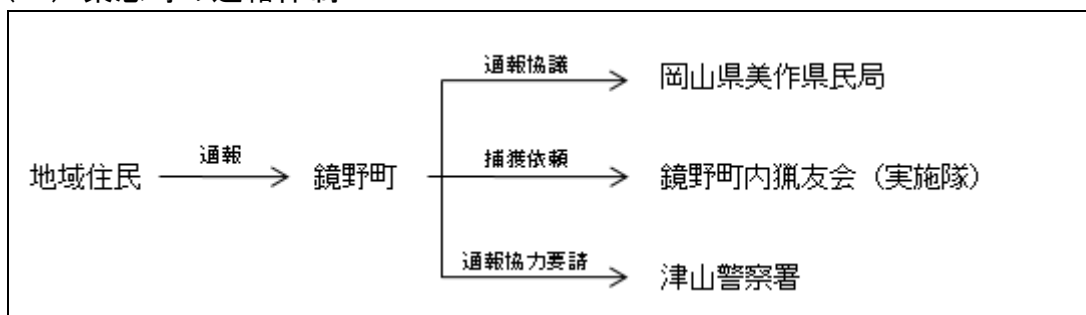 通報協議
岡山県美作県民局
地域住民
通報
鏡野町
捕獲依頼
鏡野町内猟友会（実施隊）
通報協力要請
津山警察署